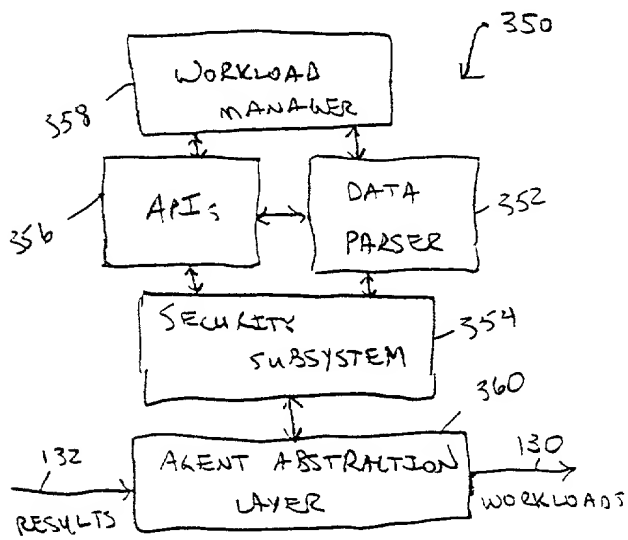 350
WORKLOAD
MANAGER
358
APIs
DATA
PARSER
352
356
SECURITY
SUBSYSTEM
354
360
132
AGENT ABSTRACTION
LAYER
130
RESULTS
WORKLOADS